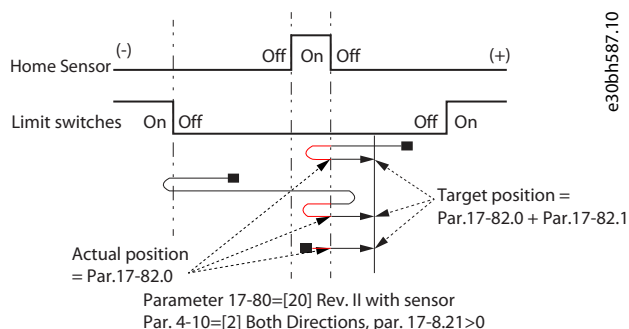 e30bh587.10
(-)
(+)
Home Sensor
Off
On
Off
Limit switches
On
Off
Off
On
Target position =
Par.17-82.0 + Par.17-82.1
Actual position
= Par.17-82.0
Parameter 17-80=[20] Rev. II with sensor
Par. 4-10=[2] Both Directions, par. 17-8.21>0